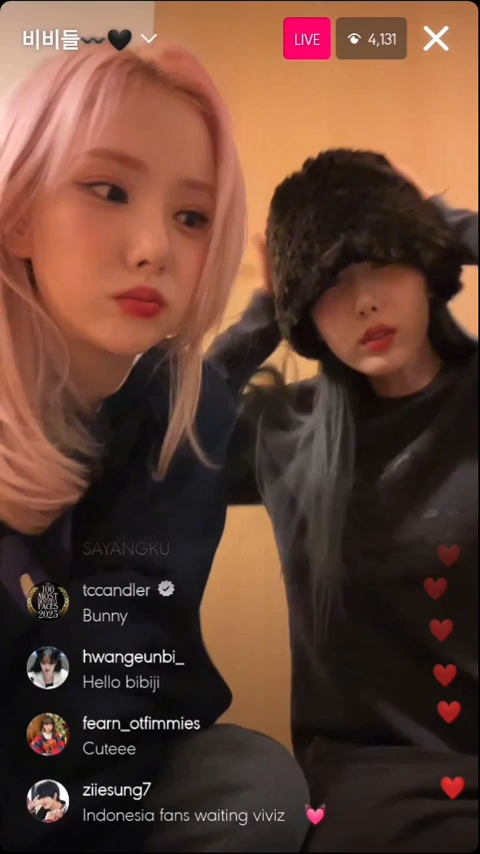 비비들〰️🖤
LIVE
4,131
SAYANGKU
tccandler
Bunny
hwangeunbi_
Hello bibiji
fearn_otfimmies
Cuteee
ziiesung7
Indonesia fans waiting viviz 💓
100
MOST
FACES
2023